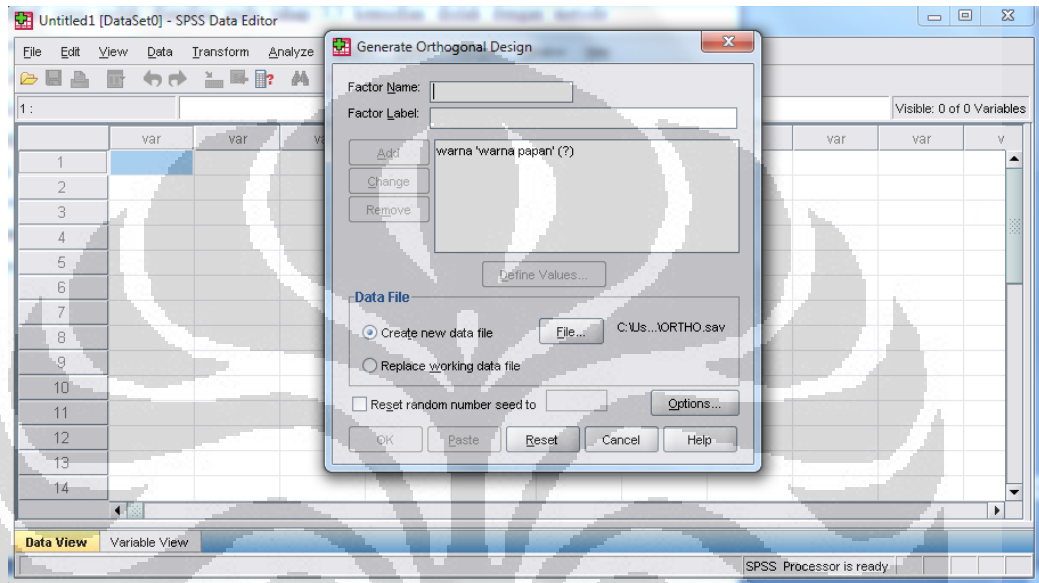 Untitled1 [DataSet0] - SPSS Data Editor
File Edit View Data Transform Analyze
1 :
Visible: 0 of 0 Variables
var var va var var v
1
2
3
4
5
6
7
8
9
10
11
12
13
14
Data View Variable View
SPSS Processor is ready
Generate Orthogonal Design
Factor Name:
Factor Label:
Add
Change
Remove
warna 'warna papan' (?)
Define Values...
Data File
Create new data file File... C:\Us...\ORTHO.sav
Replace working data file
Reset random number seed to Options...
OK Paste Reset Cancel Help